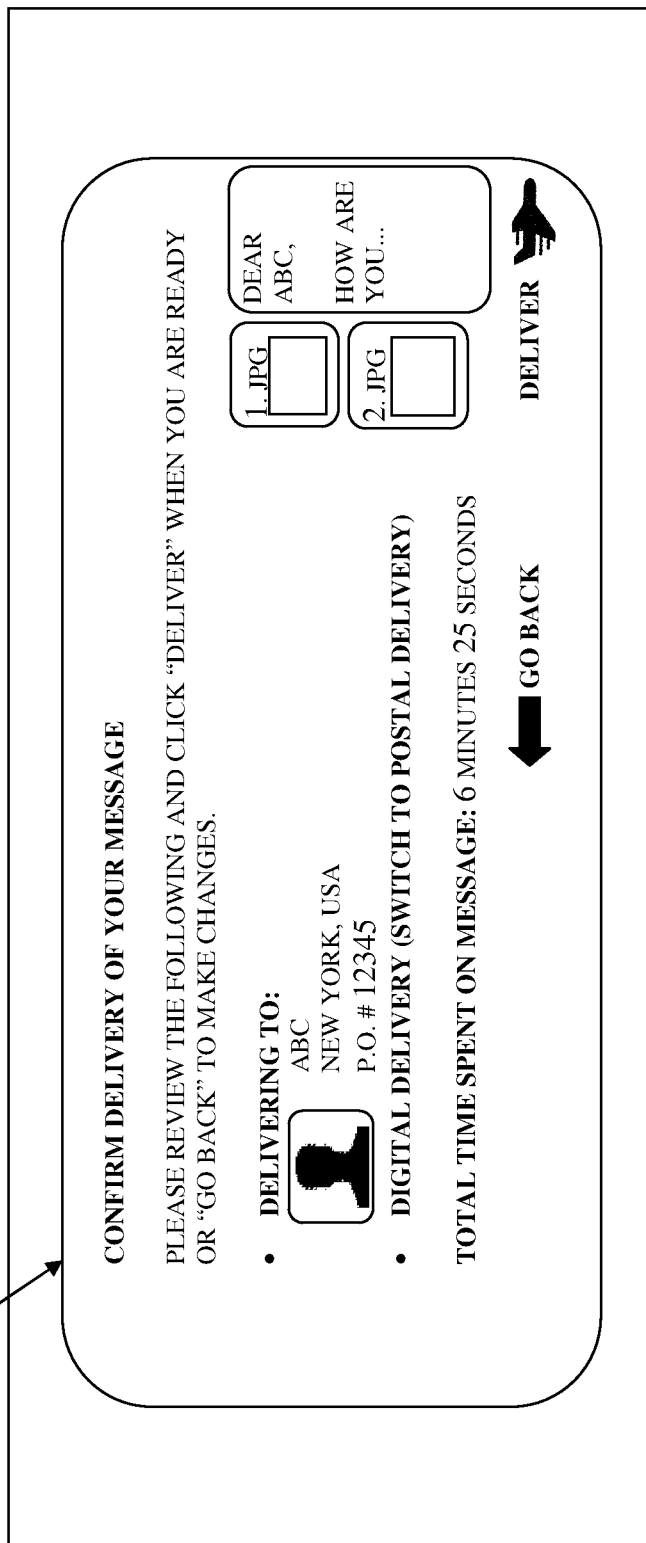 CONFIRM DELIVERY OF YOUR MESSAGE
PLEASE REVIEW THE FOLLOWING AND CLICK “DELIVER” WHEN YOU ARE READY
OR “GO BACK” TO MAKE CHANGES.
• DELIVERING TO:
ABC
NEW YORK, USA
P.O. # 12345
• DIGITAL DELIVERY (SWITCH TO POSTAL DELIVERY)
TOTAL TIME SPENT ON MESSAGE: 6 MINUTES 25 SECONDS
1. JPG
2. JPG
DEAR
ABC,
HOW ARE
YOU...
GO BACK
DELIVER